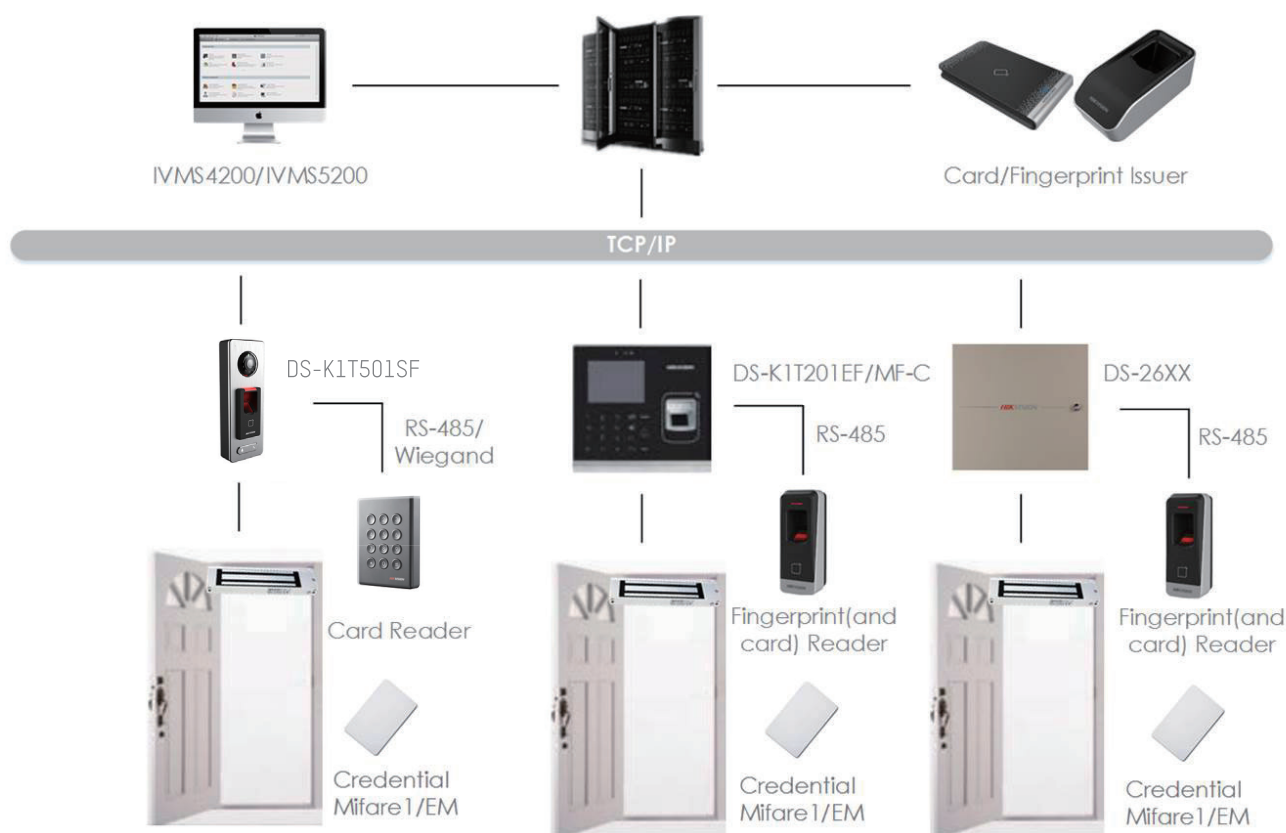 IVMS4200/IVMS5200
Card/Fingerprint Issuer
TCP/IP
DS-K1T501SF
RS-485/
Wiegand
DS-K1T201EF/MF-C
RS-485
HIKVISION
DS-26XX
RS-485
Card Reader
Fingerprint(and
card) Reader
Fingerprint(and
card) Reader
Credential
Mifare1/EM
Credential
Mifare1/EM
Credential
Mifare1/EM